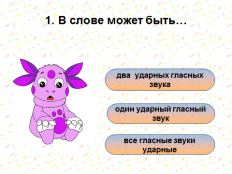 1. В слове может быть…
два ударных гласных
звука
один ударный гласный
звук
все гласные звуки
ударные